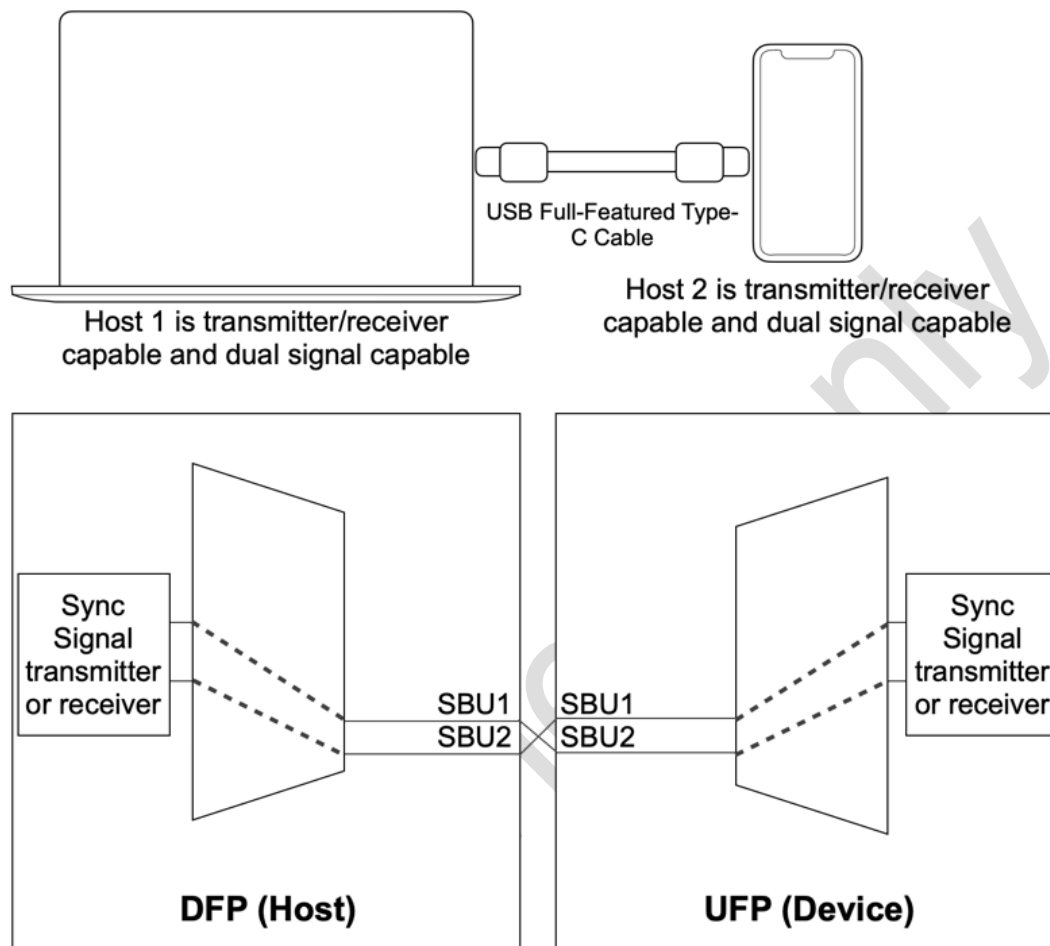 USB Full-Featured Type-
C Cable
Host 1 is transmitter/receiver
capable and dual signal capable
Host 2 is transmitter/receiver
capable and dual signal capable
Sync
Signal
transmitter
or receiver
SBU1
SBU2
SBU1
SBU2
Sync
Signal
transmitter
or receiver
DFP (Host)
UFP (Device)